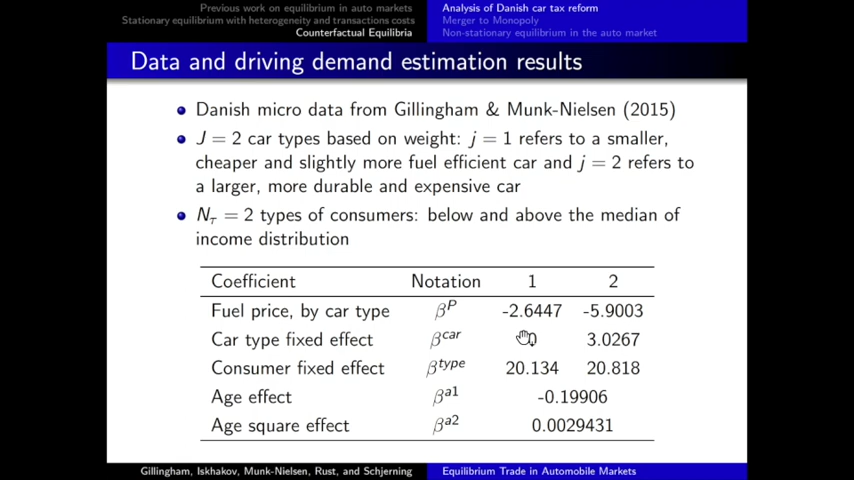 Previous work on equilibrium in auto markets
Stationary equilibrium with heterogeneity and transactions costs
Counterfactual Equilibria
Analysis of Danish car tax reform
Merger to Monopoly
Non-stationary equilibrium in the auto market
Data and driving demand estimation results
Danish micro data from Gillingham & Munk-Nielsen (2015)
J = 2 car types based on weight: j = 1 refers to a smaller,
cheaper and slightly more fuel efficient car and j = 2 refers to
a larger, more durable and expensive car
Nτ = 2 types of consumers: below and above the median of
income distribution
Coefficient Notation 1 2
Fuel price, by car type β^P -2.6447 -5.9003
Car type fixed effect β^car 0 3.0267
Consumer fixed effect β^type 20.134 20.818
Age effect β^a1 -0.19906
Age square effect β^a2 0.0029431
Gillingham, Iskhakov, Munk-Nielsen, Rust, and Schjerning
Equilibrium Trade in Automobile Markets